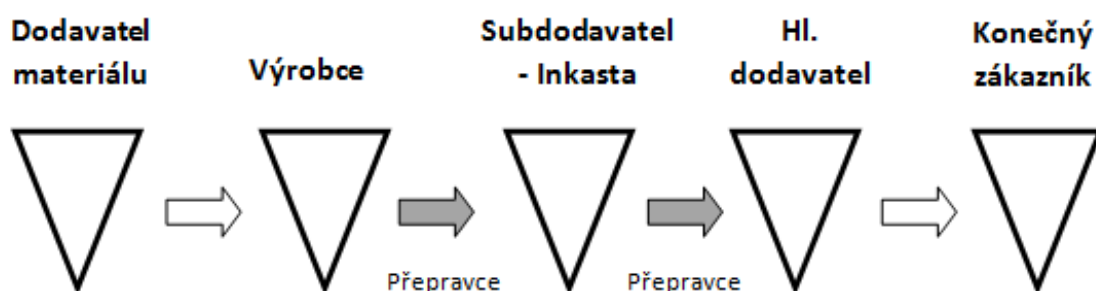 Dodavatel
materiálu
Výrobce
Subdodavatel
- Inkasta
Hl.
dodavatel
Konečný
zákazník
Přepravce
Přepravce